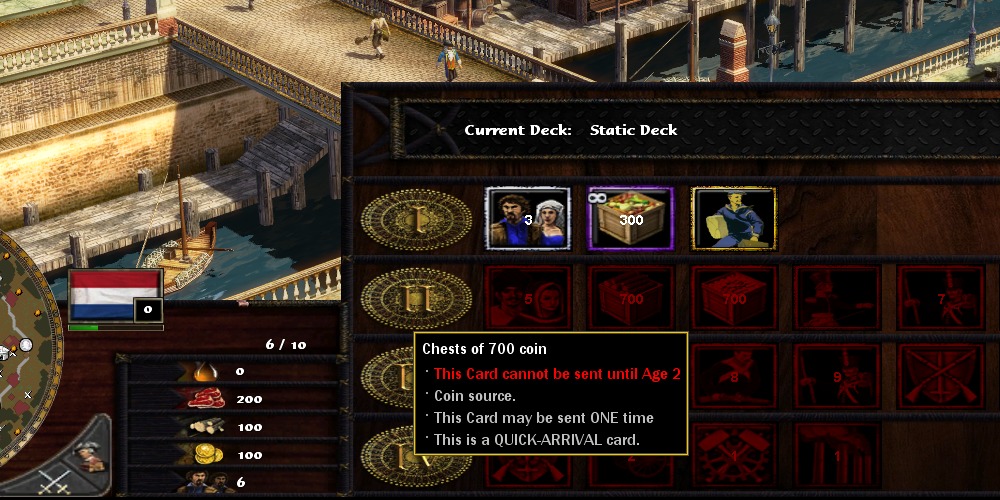 Current Deck: Static Deck
I
3
∞
300
II
5
700
700
7
0
6 / 10
0
200
100
100
6
Chests of 700 coin
· This Card cannot be sent until Age 2
· Coin source.
· This Card may be sent ONE time
· This is a QUICK-ARRIVAL card.
8
9
1
1